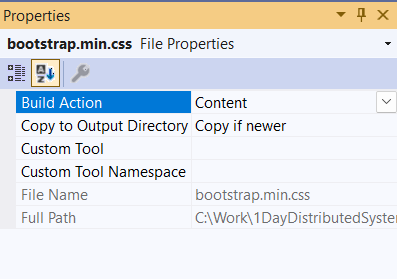 Properties
bootstrap.min.css File Properties
Build Action Content
Copy to Output Directory Copy if newer
Custom Tool
Custom Tool Namespace
File Name bootstrap.min.css
Full Path C:\Work\1DayDistributedSystem